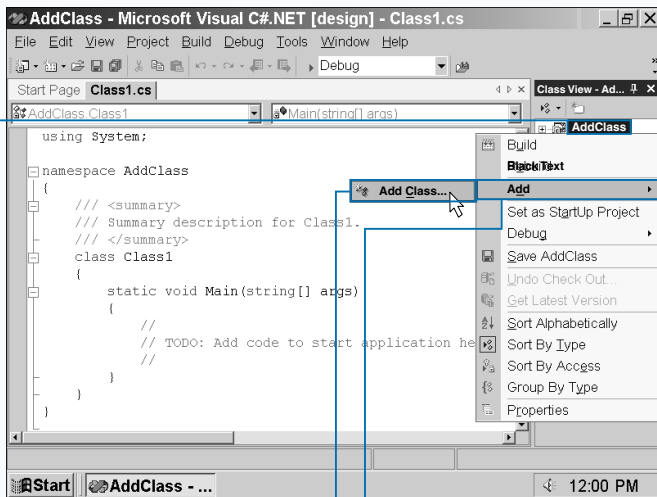 AddClass - Microsoft Visual C#.NET [design] - Class1.cs
File Edit View Project Build Debug Tools Window Help
Debug
Start Page Class1.cs
Class View - Ad...
AddClass.Class1
Main(string[] args)
AddClass
using System;
namespace AddClass
{
/// <summary>
/// Summary description for Class1.
/// </summary>
class Class1
{
static void Main(string[] args)
{
//
// TODO: Add code to start application he
//
}
}
}
Build
Black Text
Add
Add Class...
Set as StartUp Project
Debug
Save AddClass
Undo Check Out...
Get Latest Version
Sort Alphabetically
Sort By Type
Sort By Access
Group By Type
Properties
Start
AddClass - ...
12:00 PM